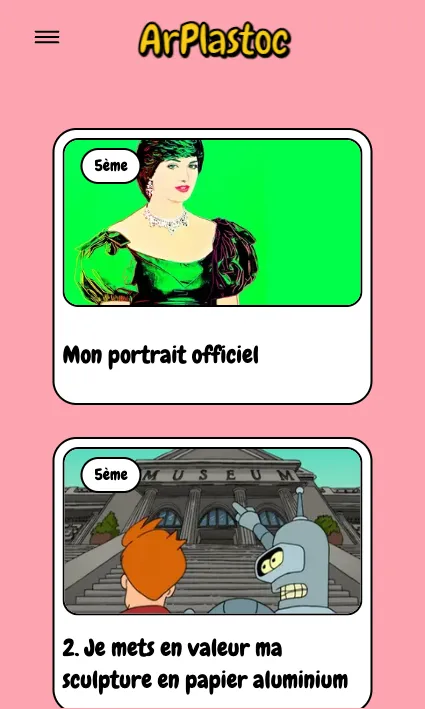 ArPlastoc
5ème
Mon portrait officiel
5ème
MUSEUM
2. Je mets en valeur ma
sculpture en papier aluminium